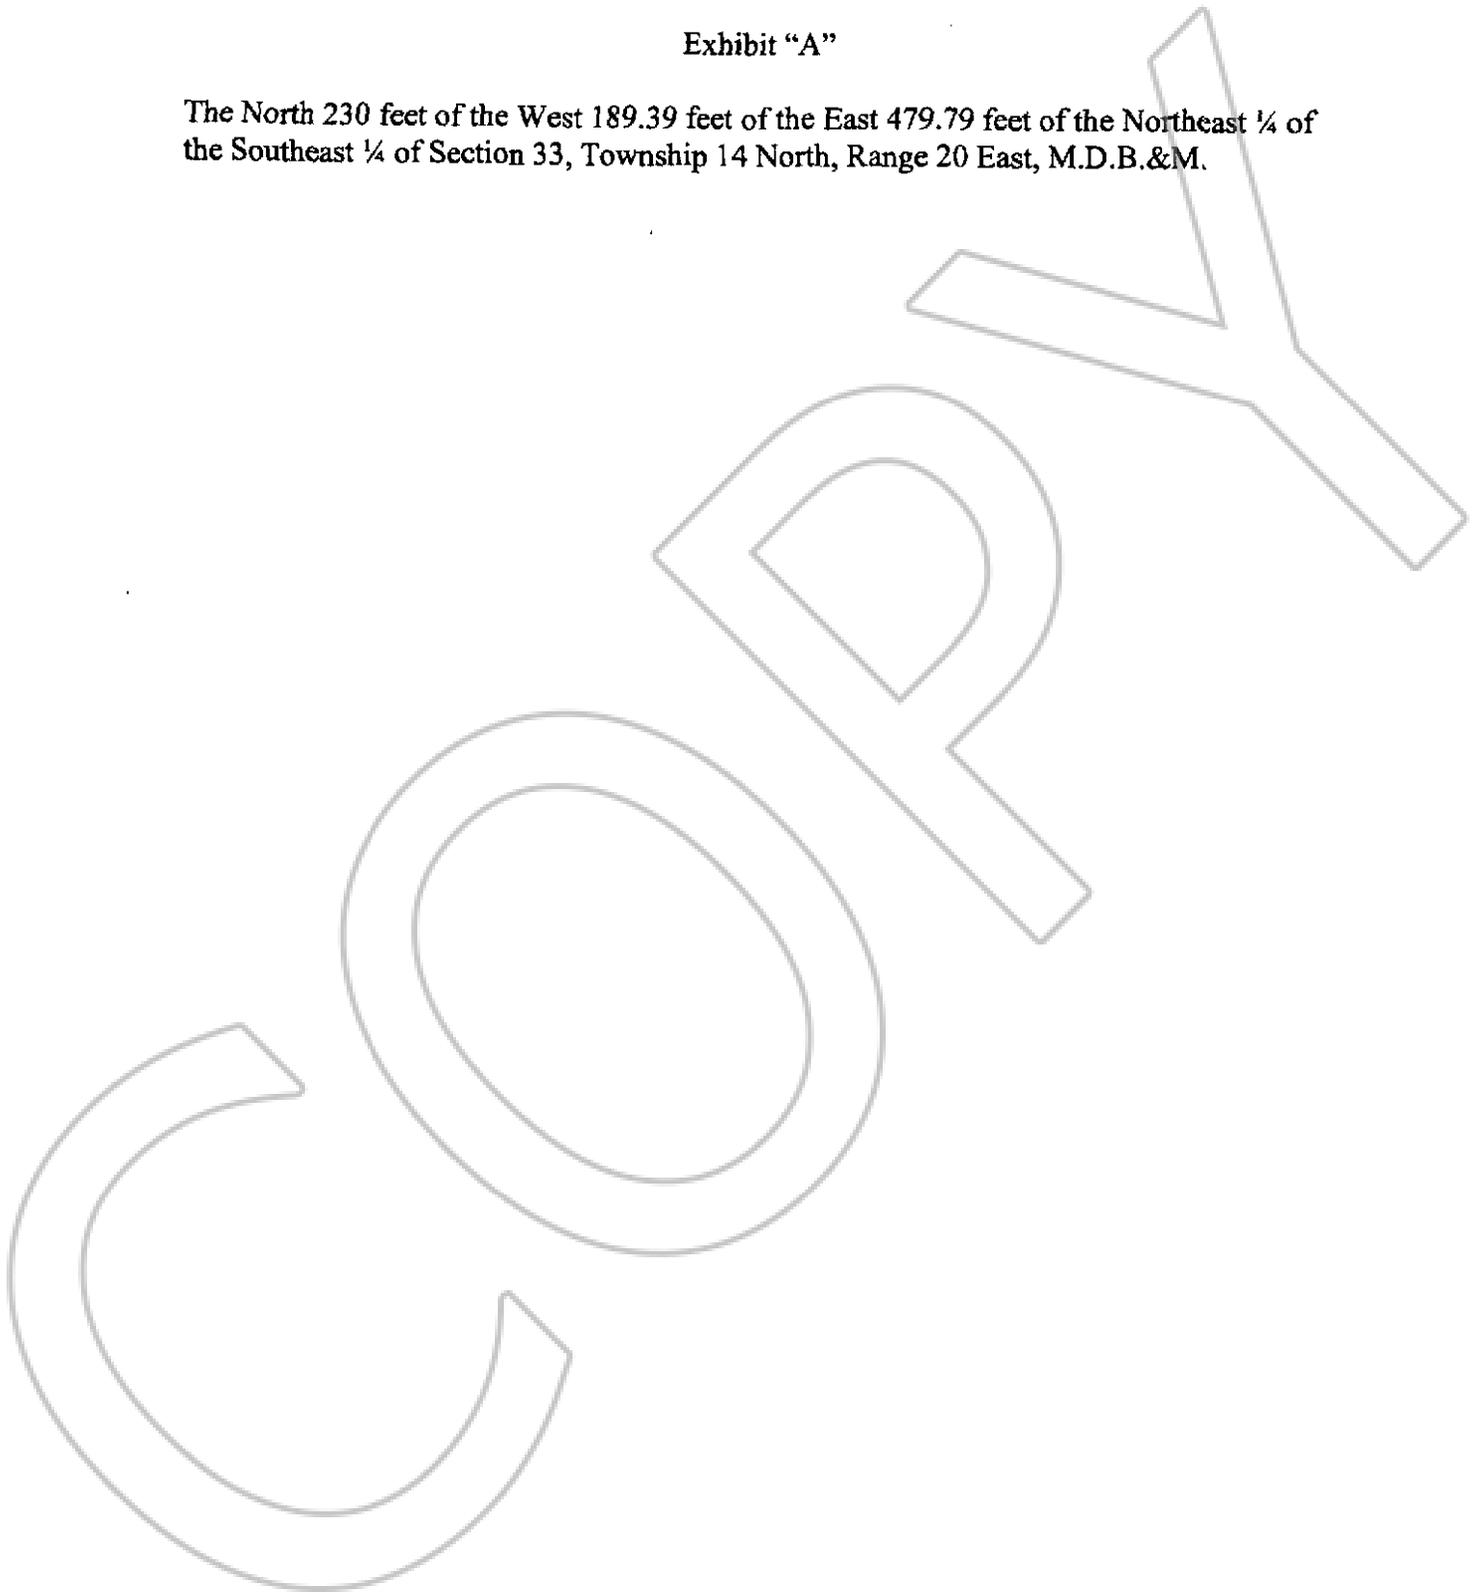 Exhibit “A”
The North 230 feet of the West 189.39 feet of the East 479.79 feet of the Northeast ¼ of
the Southeast ¼ of Section 33, Township 14 North, Range 20 East, M.D.B.&M.
COPY